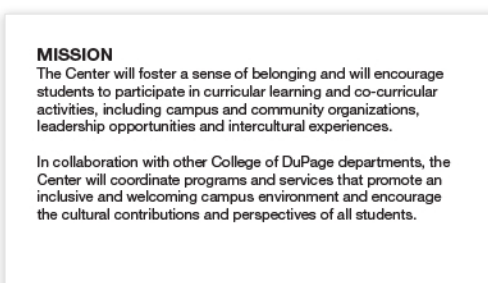 MISSION
The Center will foster a sense of belonging and will encourage
students to participate in curricular learning and co-curricular
activities, including campus and community organizations,
leadership opportunities and intercultural experiences.
In collaboration with other College of DuPage departments, the
Center will coordinate programs and services that promote an
inclusive and welcoming campus environment and encourage
the cultural contributions and perspectives of all students.